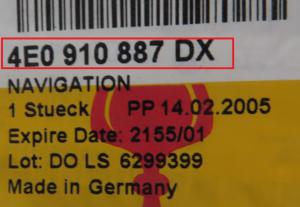 4E0 910 887 DX
NAVIGATION
1 Stueck PP 14.02.2005
Expire Date: 2155/01
Lot: DO LS 6299399
Made in Germany